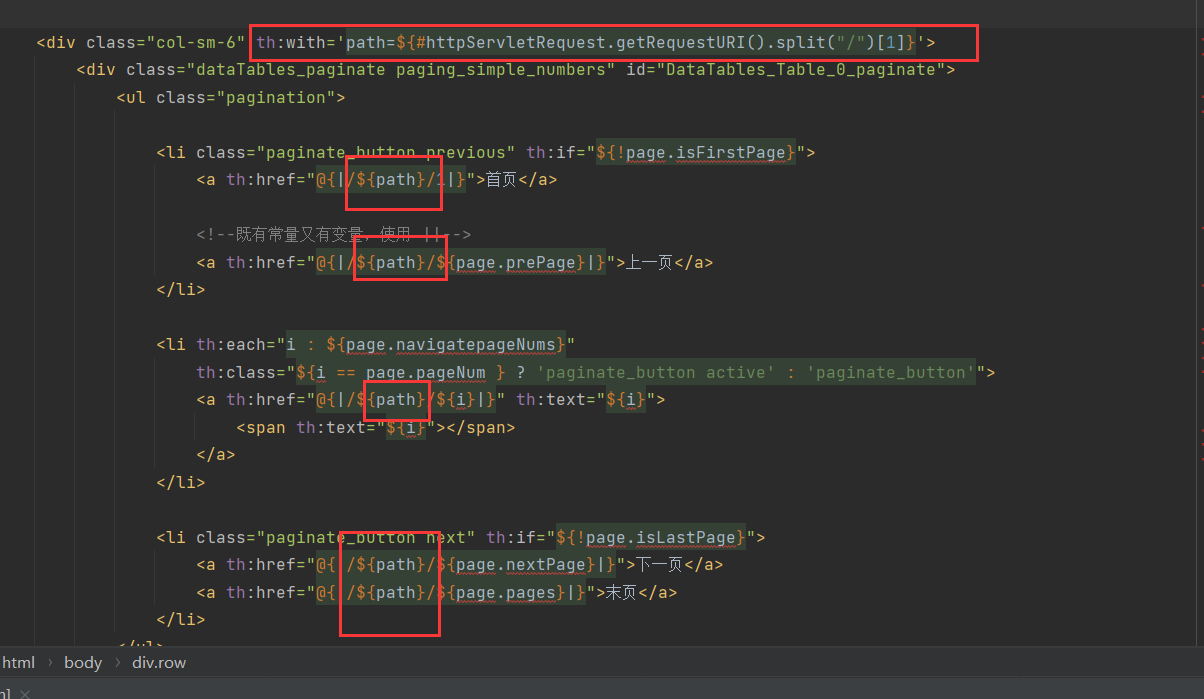 <div class="col-sm-6" th:with='path=${#httpServletRequest.getRequestURI().split("/")[1]}'>
<div class="dataTables_paginate paging_simple_numbers" id="DataTables_Table_0_paginate">
<ul class="pagination">
<li class="paginate_button previous" th:if="${!page.isFirstPage}">
<a th:href="@{|/${path}/1|}">首页</a>
<!--既有常量又有变量，使用 ||-->
<a th:href="@{|/${path}/${page.prePage}|}">上一页</a>
</li>
<li th:each="i : ${page.navigatepageNums}"
th:class="${i == page.pageNum } ? 'paginate_button active' : 'paginate_button'">
<a th:href="@{|/${path}/${i}|}" th:text="${i}">
<span th:text="${i}"></span>
</a>
</li>
<li class="paginate_button next" th:if="${!page.isLastPage}">
<a th:href="@{|/${path}/${page.nextPage}|}">下一页</a>
<a th:href="@{|/${path}/${page.pages}|}">末页</a>
</li>
</ul>
html › body › div.row